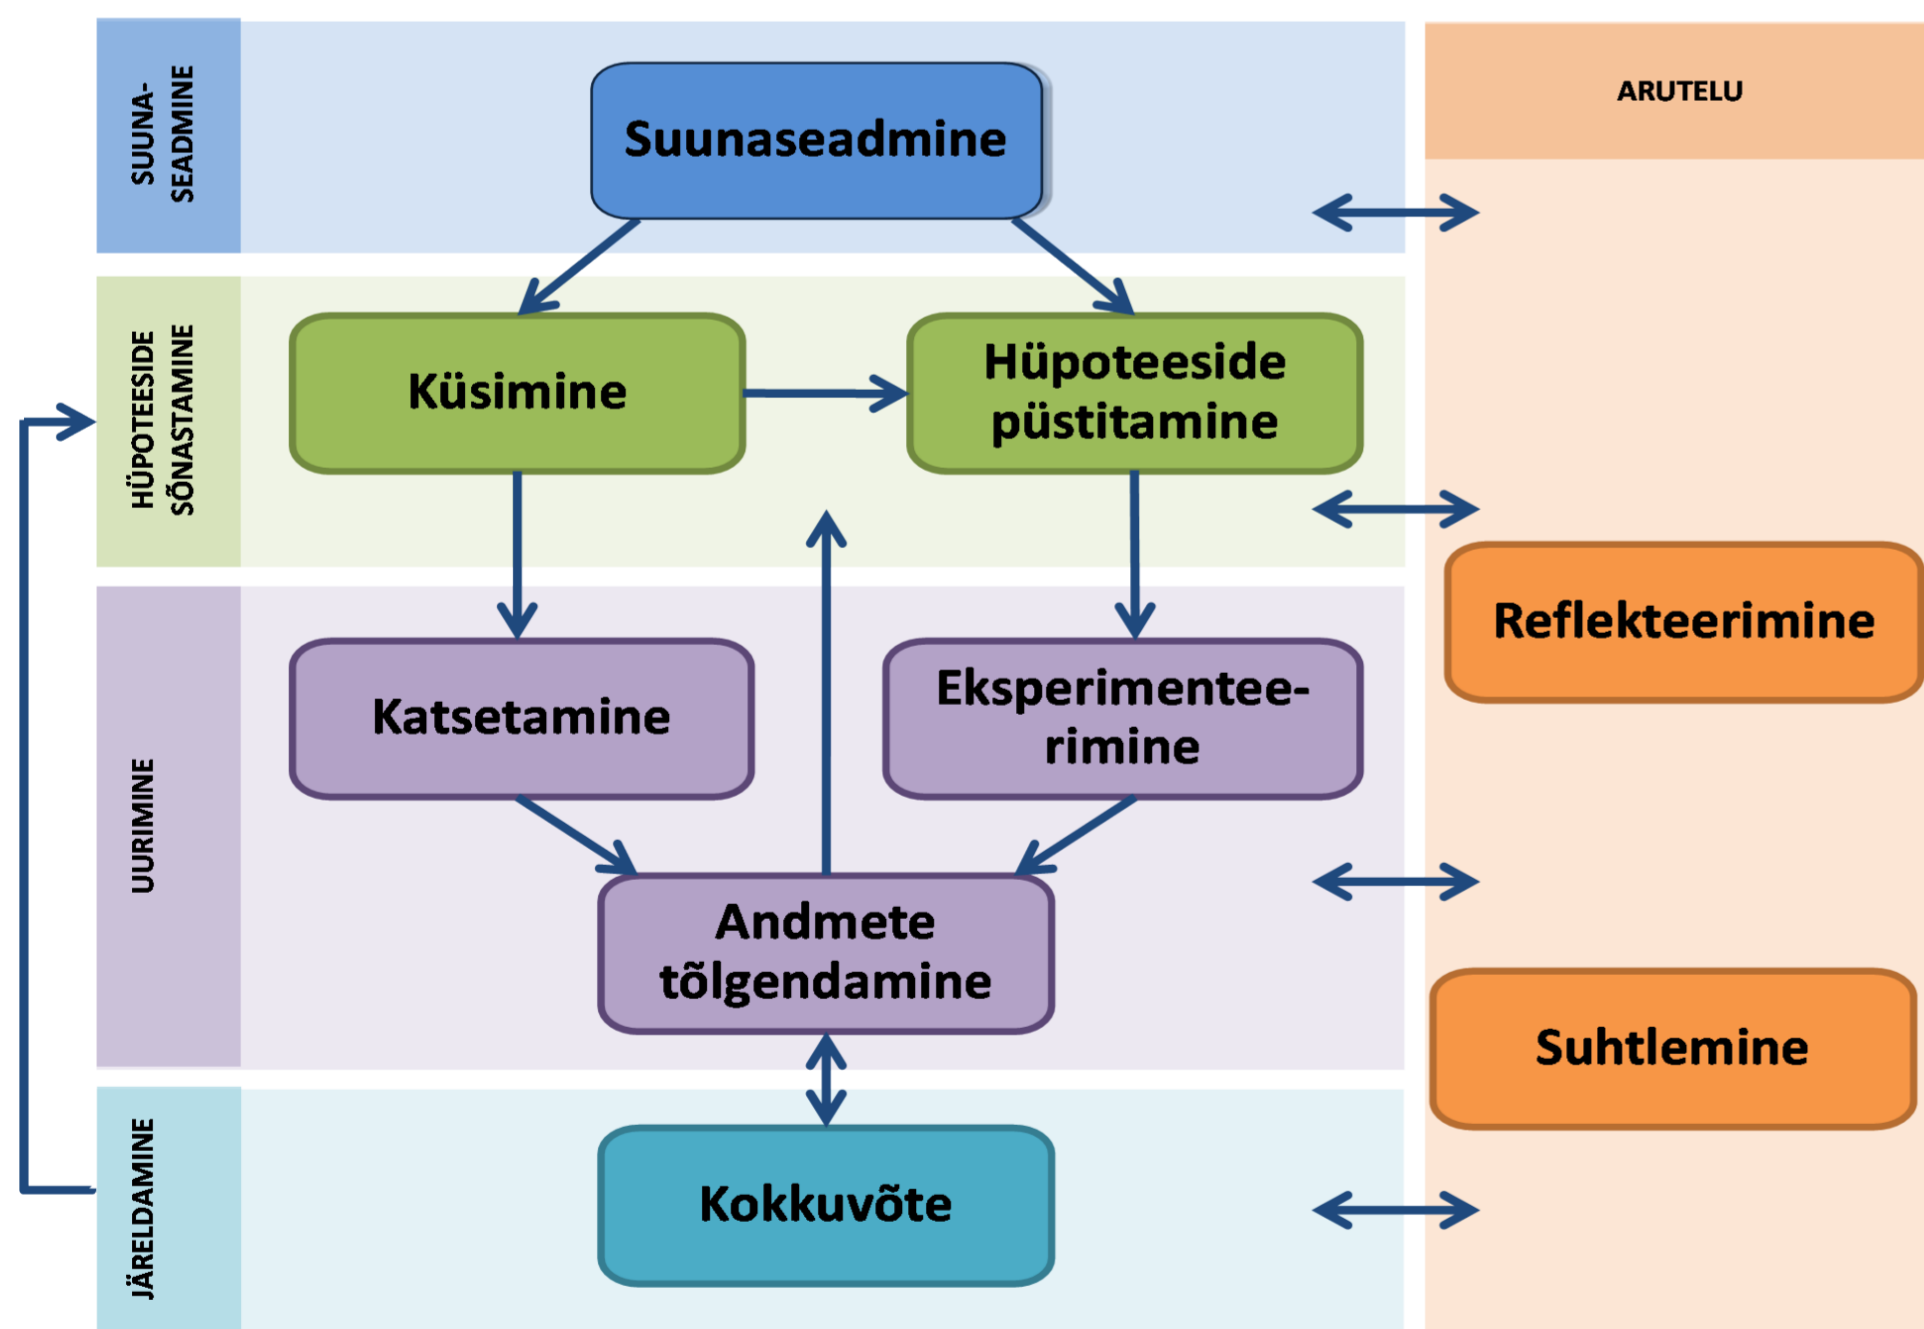 SUUNA-
SEADMINE
Suunaseadmine
ARUTELU
HÜPOTEESIDE
SÕNASTAMINE
Küsimine
Hüpoteeside
püstitamine
Reflekteerimine
UURIMINE
Katsetamine
Eksperimentee-
rimine
Andmete
tõlgendamine
Suhtlemine
JÄRELDAMINE
Kokkuvõte